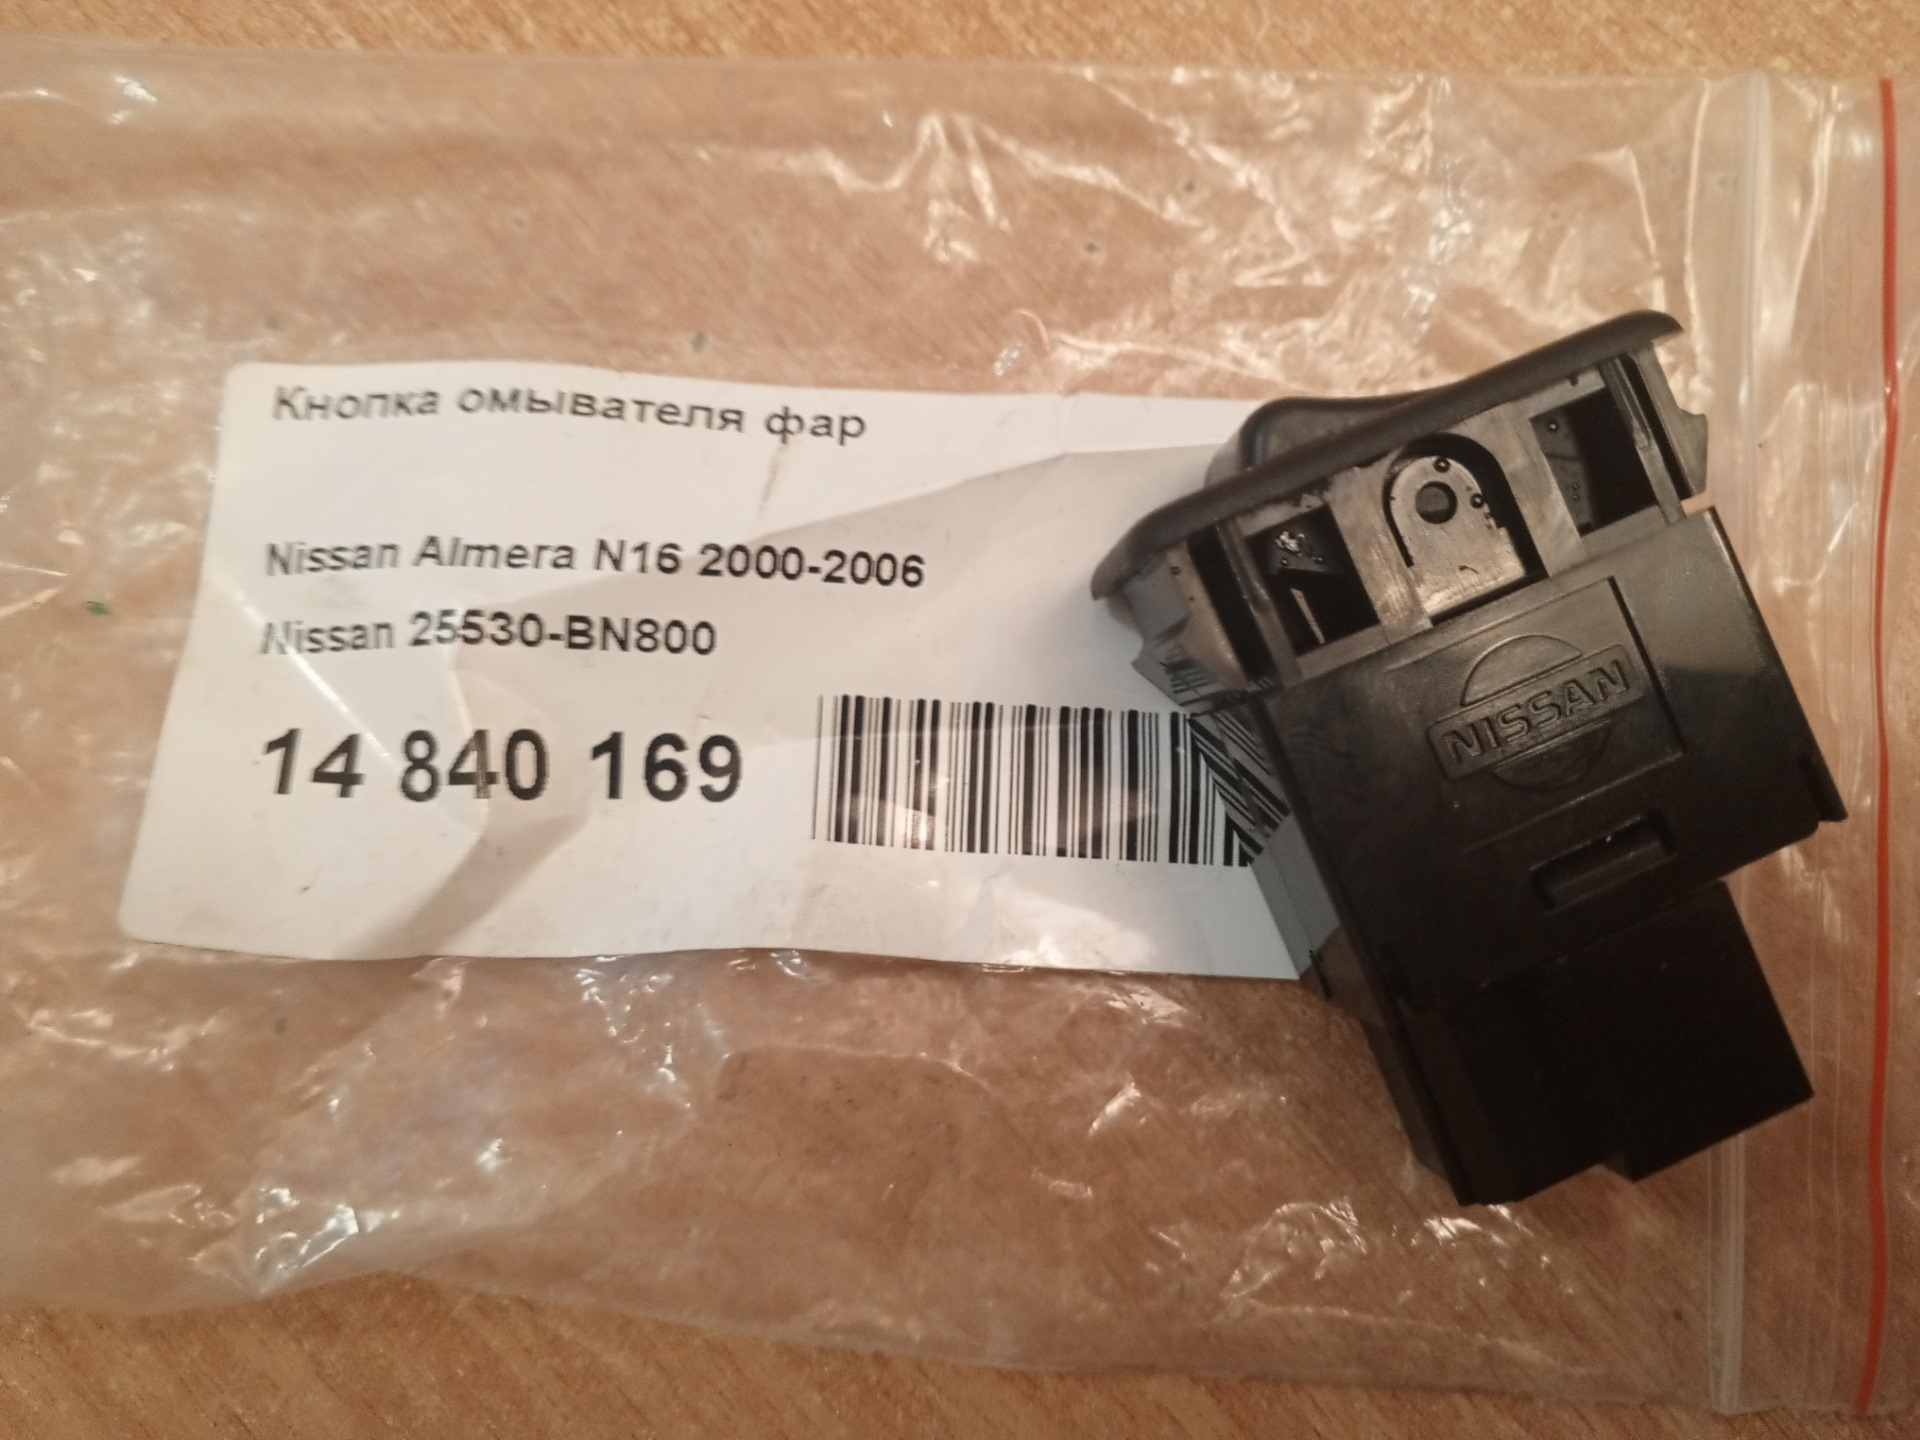 Кнопка омывателя фар
Nissan Almera N16 2000-2006
Nissan 25530-BN800
14 840 169
NISSAN